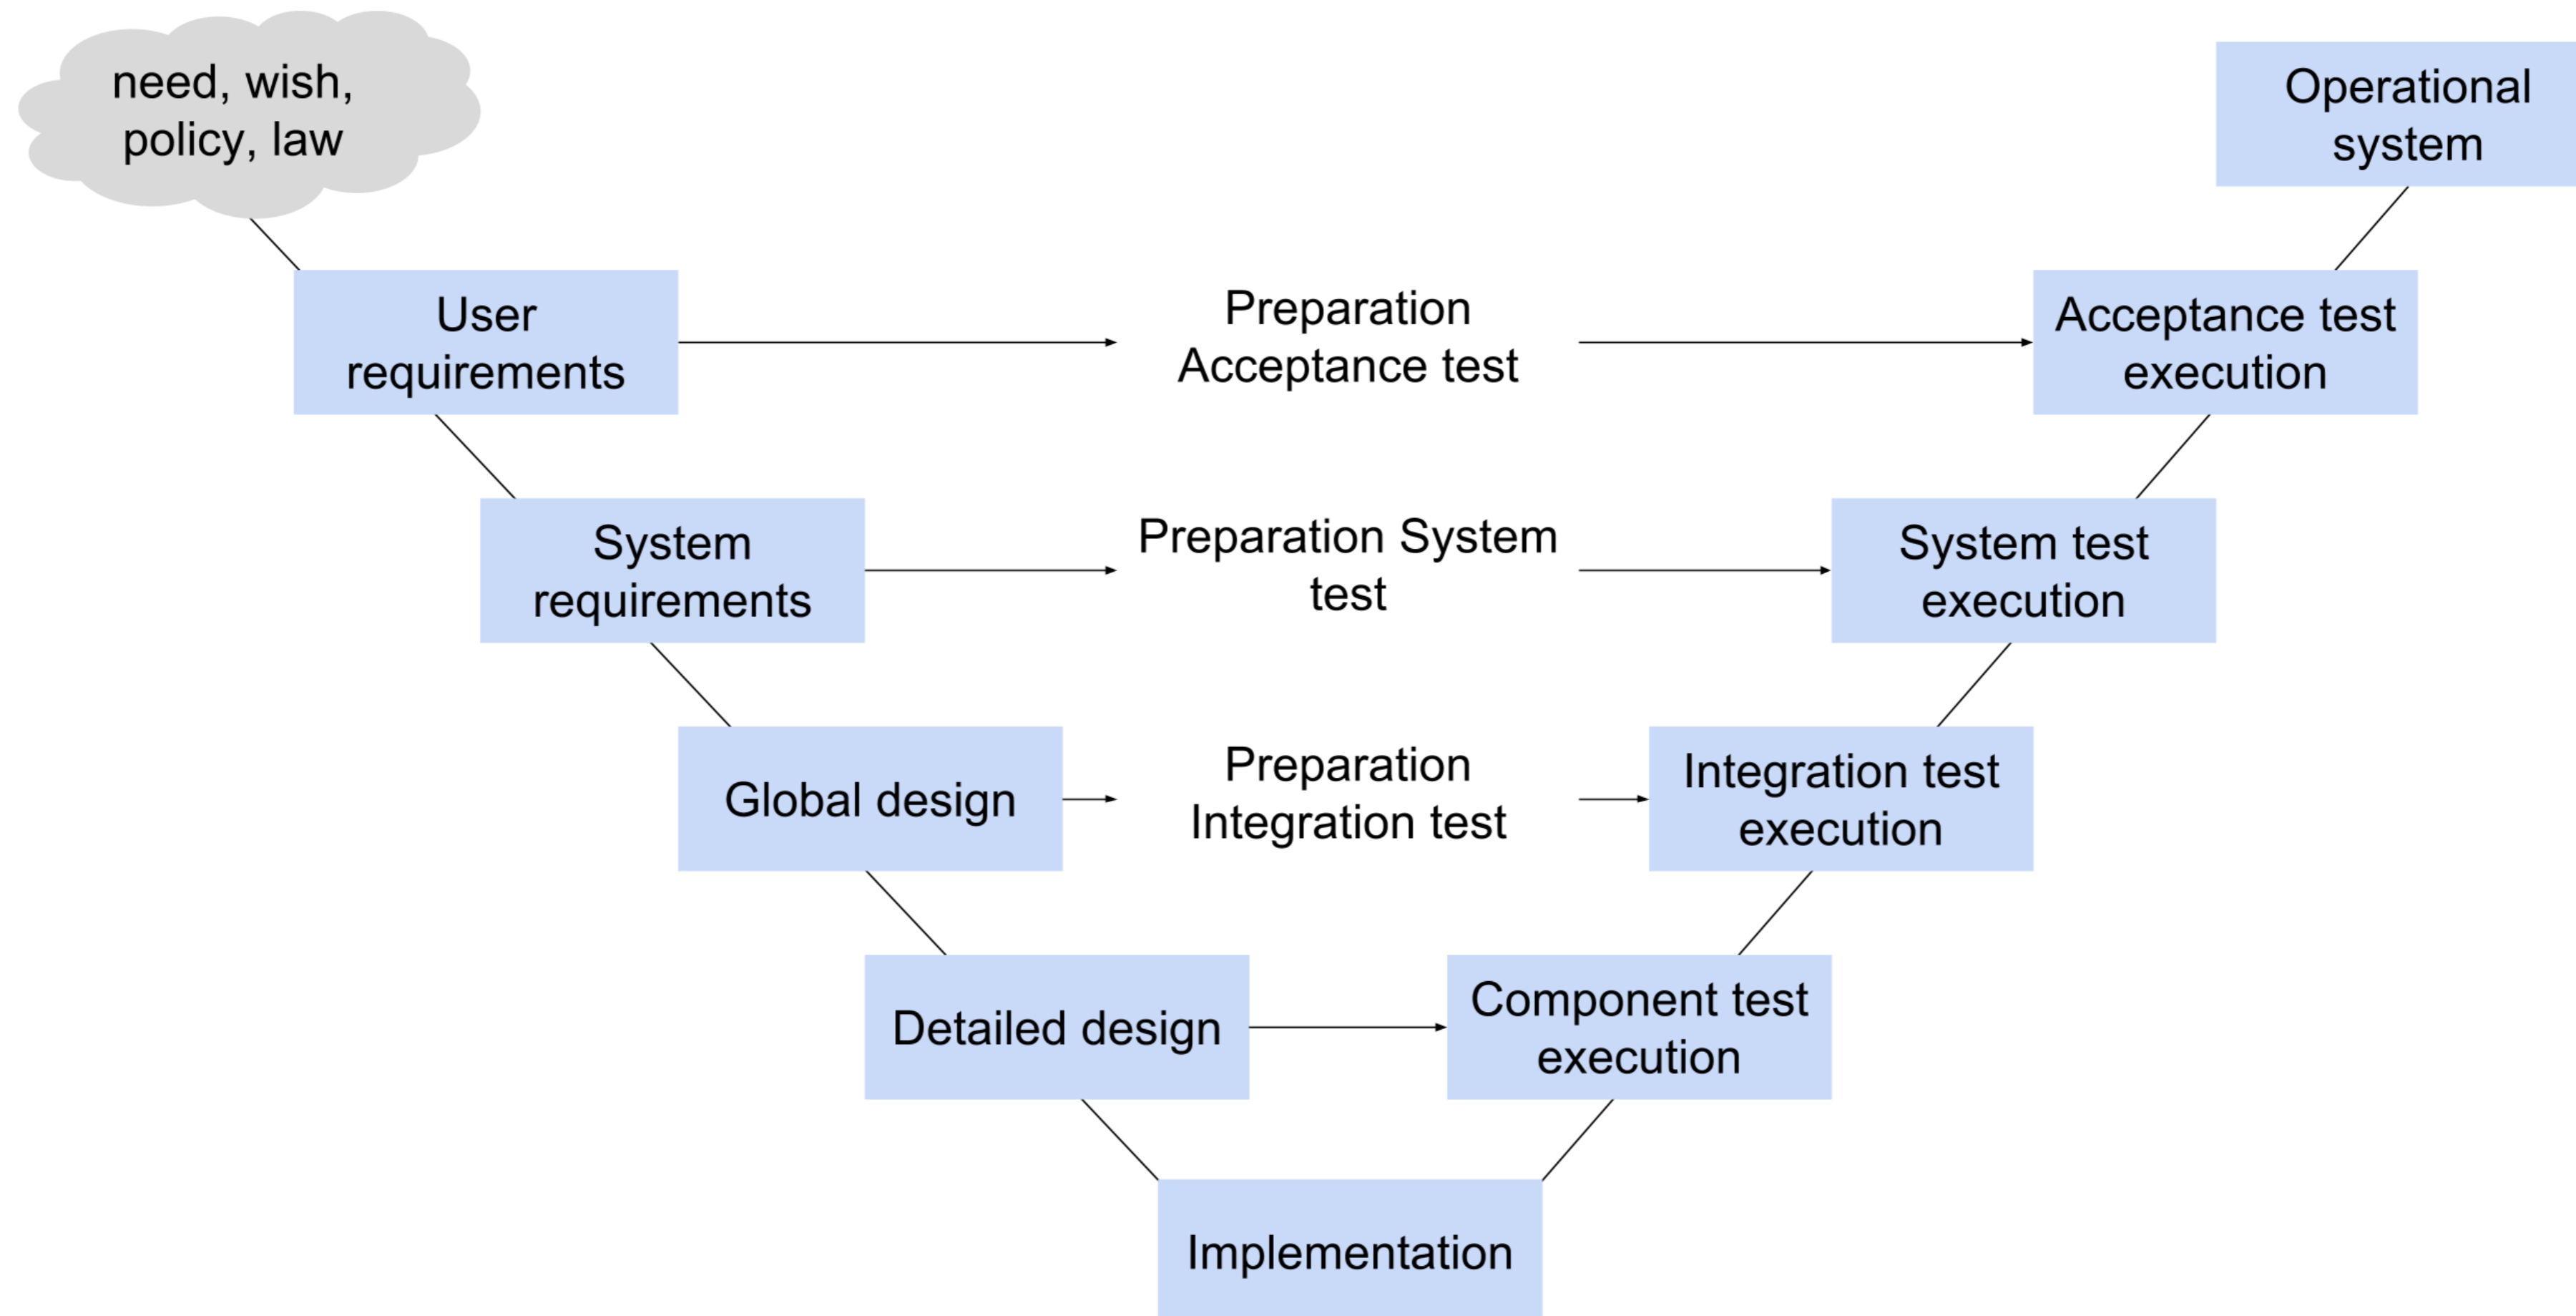 need, wish,
policy, law
Operational
system
User
requirements
Preparation
Acceptance test
Acceptance test
execution
System
requirements
Preparation System
test
System test
execution
Global design
Preparation
Integration test
Integration test
execution
Detailed design
Component test
execution
Implementation